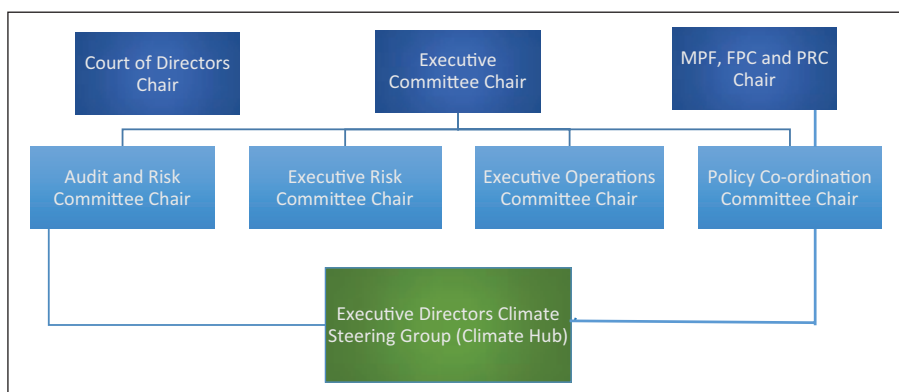 Court of Directors
Chair
Executive
Committee Chair
MPF, FPC and PRC
Chair
Audit and Risk
Committee Chair
Executive Risk
Committee Chair
Executive Operations
Committee Chair
Policy Co-ordination
Committee Chair
Executive Directors Climate
Steering Group (Climate Hub)